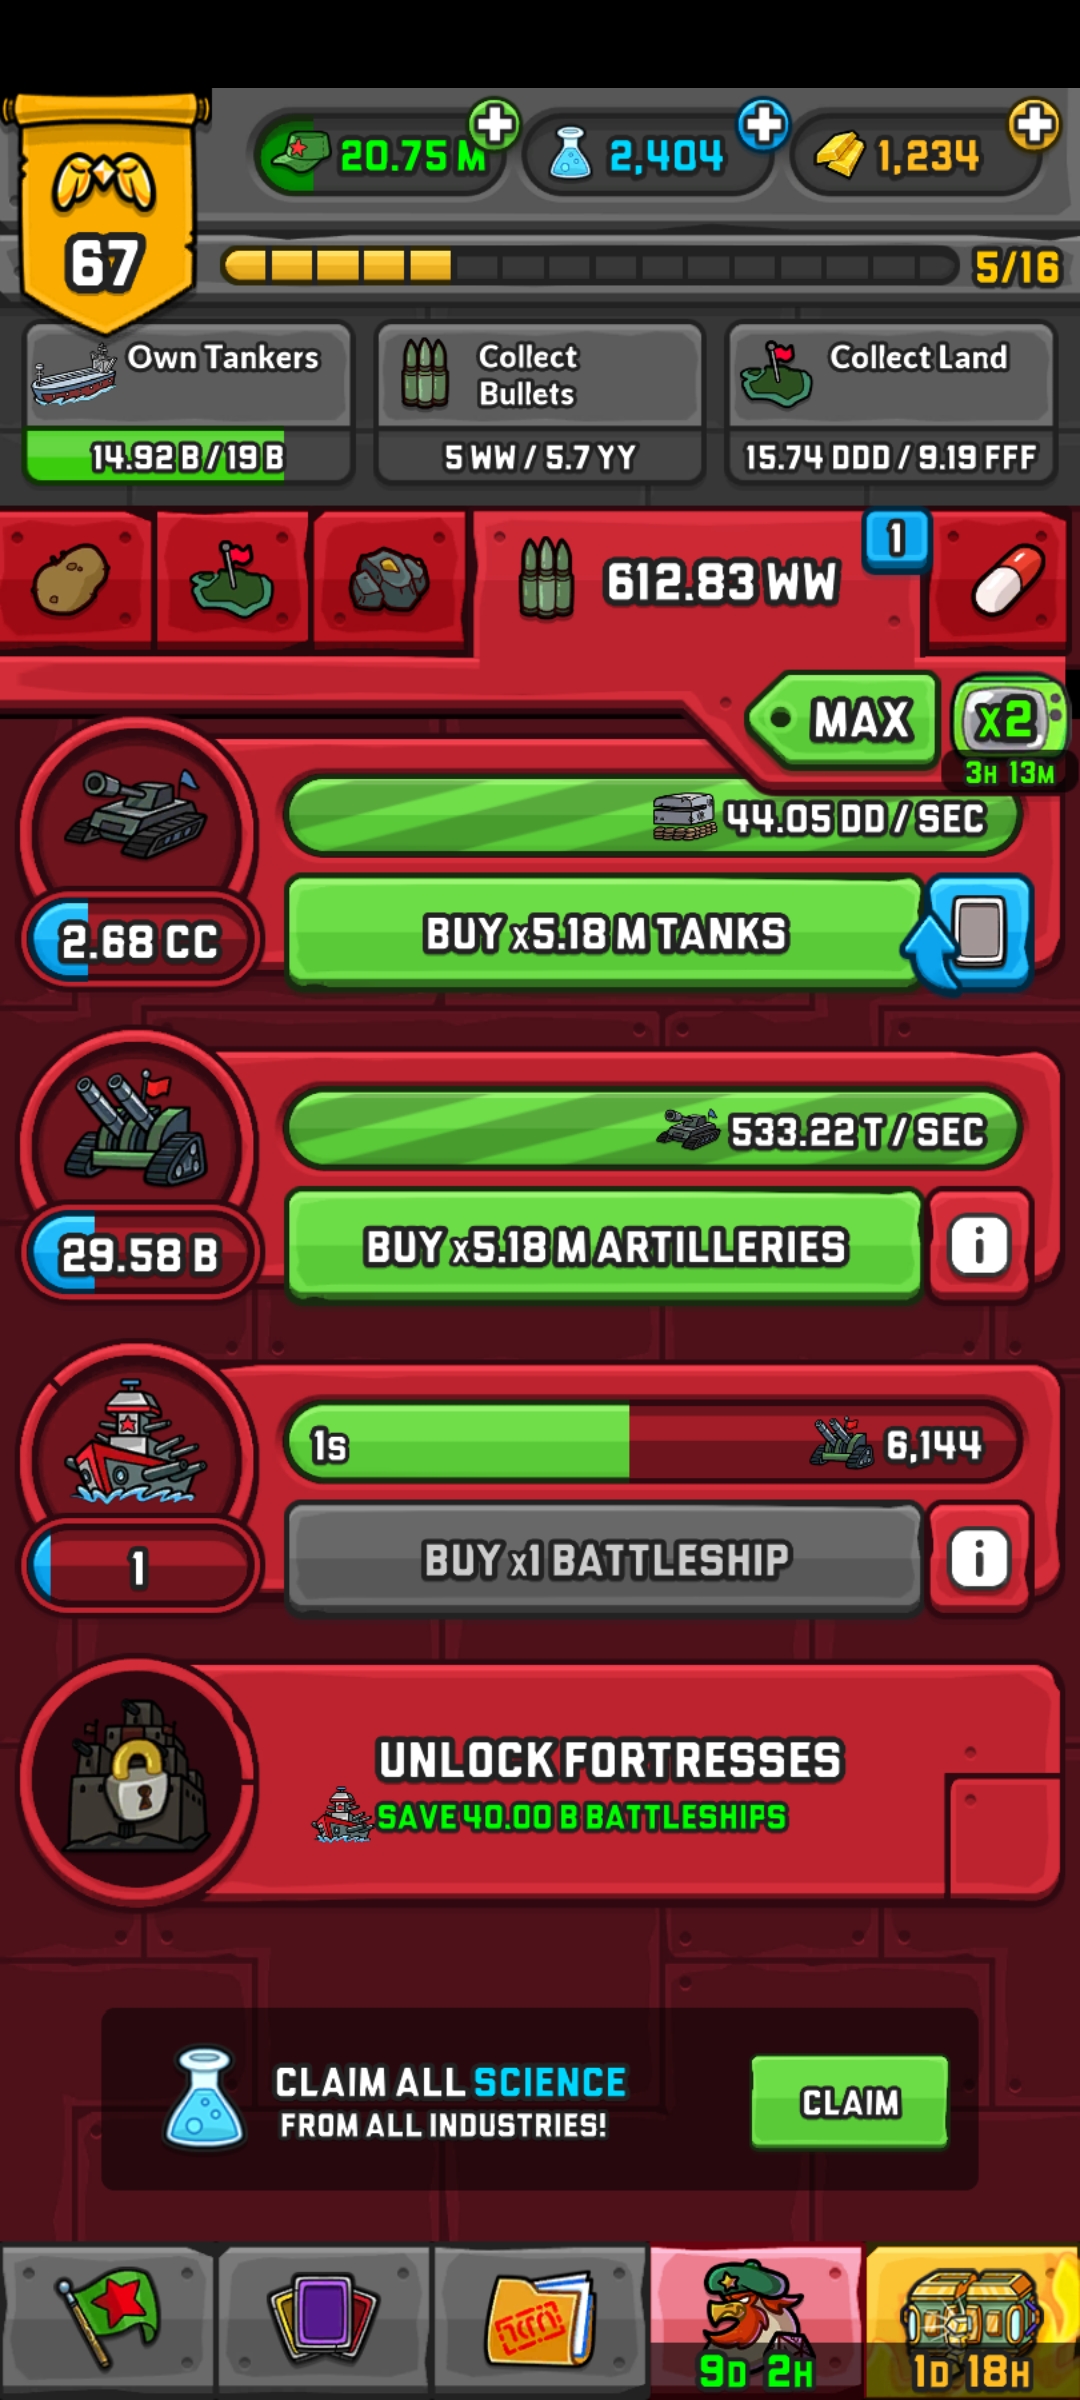 20.75 M
2,404
1,234
67
5/16
Own Tankers
14.92 B / 19 B
Collect
Bullets
5 WW / 5.7 YY
Collect Land
15.74 DDD / 9.19 FFF
612.83 WW
1
MAX
x2
3H 13M
44.05 DD / SEC
2.68 CC
BUY x5.18 M TANKS
533.22 T / SEC
29.58 B
BUY x5.18 M ARTILLERIES
i
1s
6,144
1
BUY x1 BATTLESHIP
i
UNLOCK FORTRESSES
SAVE 40.00 B BATTLESHIPS
CLAIM ALL SCIENCE
FROM ALL INDUSTRIES!
CLAIM
9D 2H
1D 18H